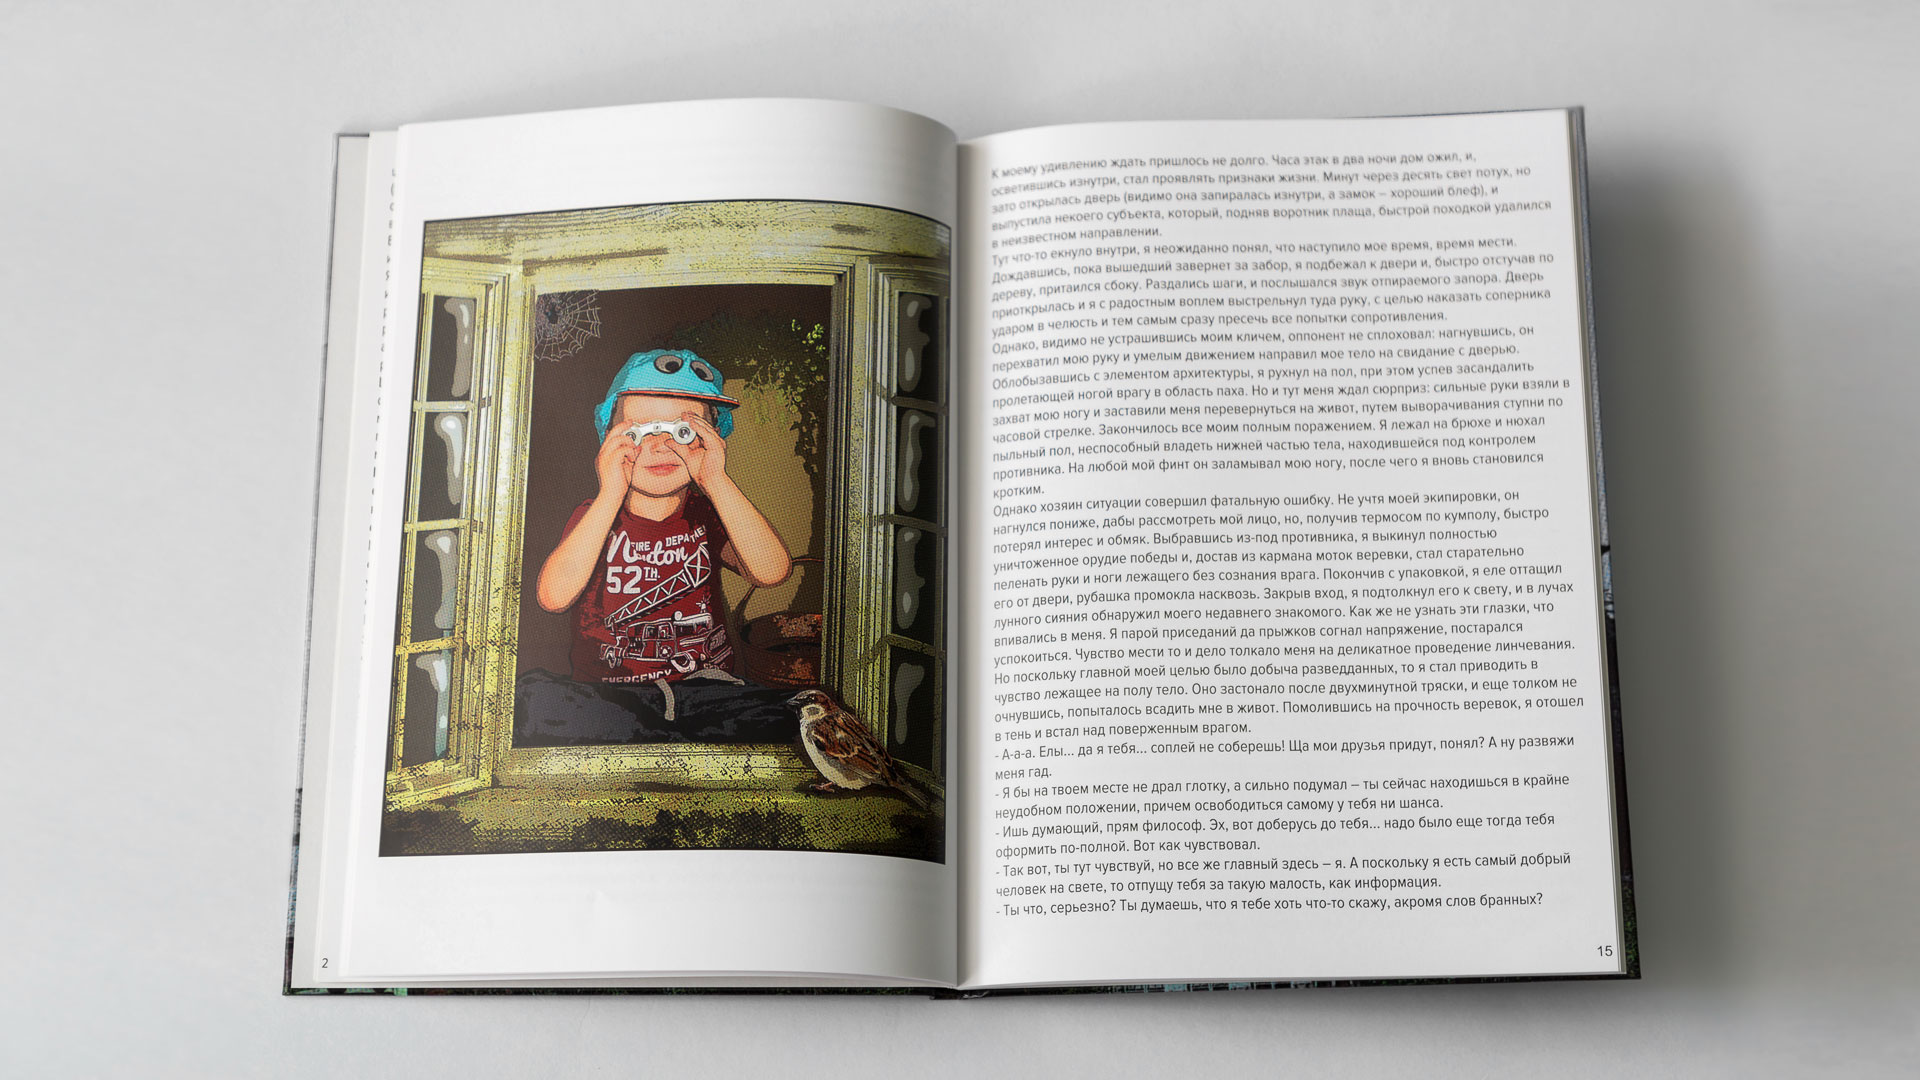 FIRE DEPARTME
Newton
52TH.
EMERGENCY
2
К моему удивлению ждать пришлось не долго. Часа этак в два ночи дом ожил, и,
осветившись изнутри, стал проявлять признаки жизни. Минут через десять свет потух, но
зато открылась дверь (видимо она запиралась изнутри, а замок – хороший блеф), и
выпустила некоего субъекта, который, подняв воротник плаща, быстрой походкой удалился
в неизвестном направлении.
Тут что-то екнуло внутри, я неожиданно понял, что наступило мое время, время мести.
Дождавшись, пока вышедший завернет за забор, я подбежал к двери и, быстро отстучав по
дереву, притаился сбоку. Раздались шаги, и послышался звук отпираемого запора. Дверь
приоткрылась и я с радостным воплем выстрельнул туда руку, с целью наказать соперника
ударом в челюсть и тем самым сразу пресечь все попытки сопротивления.
Однако, видимо не устрашившись моим кличем, оппонент не сплоховал: нагнувшись, он
перехватил мою руку и умелым движением направил мое тело на свидание с дверью.
Облобызавшись с элементом архитектуры, я рухнул на пол, при этом успев засандалить
пролетающей ногой врагу в область паха. Но и тут меня ждал сюрприз: сильные руки взяли в
захват мою ногу и заставили меня перевернуться на живот, путем выворачивания ступни по
часовой стрелке. Закончилось все моим полным поражением. Я лежал на брюхе и нюхал
пыльный пол, неспособный владеть нижней частью тела, находившейся под контролем
противника. На любой мой финт он заламывал мою ногу, после чего я вновь становился
кротким.
Однако хозяин ситуации совершил фатальную ошибку. Не учтя моей экипировки, он
нагнулся пониже, дабы рассмотреть мой лицо, но, получив термосом по кумполу, быстро
потерял интерес и обмяк. Выбравшись из-под противника, я выкинул полностью
уничтоженное орудие победы и, достав из кармана моток веревки, стал старательно
пеленать руки и ноги лежащего без сознания врага. Покончив с упаковкой, я еле оттащил
его от двери, рубашка промокла насквозь. Закрыв вход, я подтолкнул его к свету, и в лучах
лунного сияния обнаружил моего недавнего знакомого. Как же не узнать эти глазки, что
впивались в меня. Я парой приседаний да прыжков согнал напряжение, постарался
успокоиться. Чувство мести то и дело толкало меня на деликатное проведение линчевания.
Но поскольку главной моей целью было добыча разведданных, то я стал приводить в
чувство лежащее на полу тело. Оно застонало после двухминутной тряски, и еще толком не
очнувшись, попыталось всадить мне в живот. Помолившись на прочность веревок, я отошел
в тень и встал над поверженным врагом.
- А-а-а. Елы... да я тебя... соплей не соберешь! Ща мои друзья придут, понял? А ну развяжи
меня гад.
- Я бы на твоем месте не драл глотку, а сильно подумал – ты сейчас находишься в крайне
неудобном положении, причем освободиться самому у тебя ни шанса.
- Ишь думающий, прям философ. Эх, вот доберусь до тебя... надо было еще тогда тебя
оформить по-полной. Вот как чувствовал.
- Так вот, ты тут чувствуй, но все же главный здесь – я. А поскольку я есть самый добрый
человек на свете, то отпущу тебя за такую малость, как информация.
- Ты что, серьезно? Ты думаешь, что я тебе хоть что-то скажу, акромя слов бранных?
15